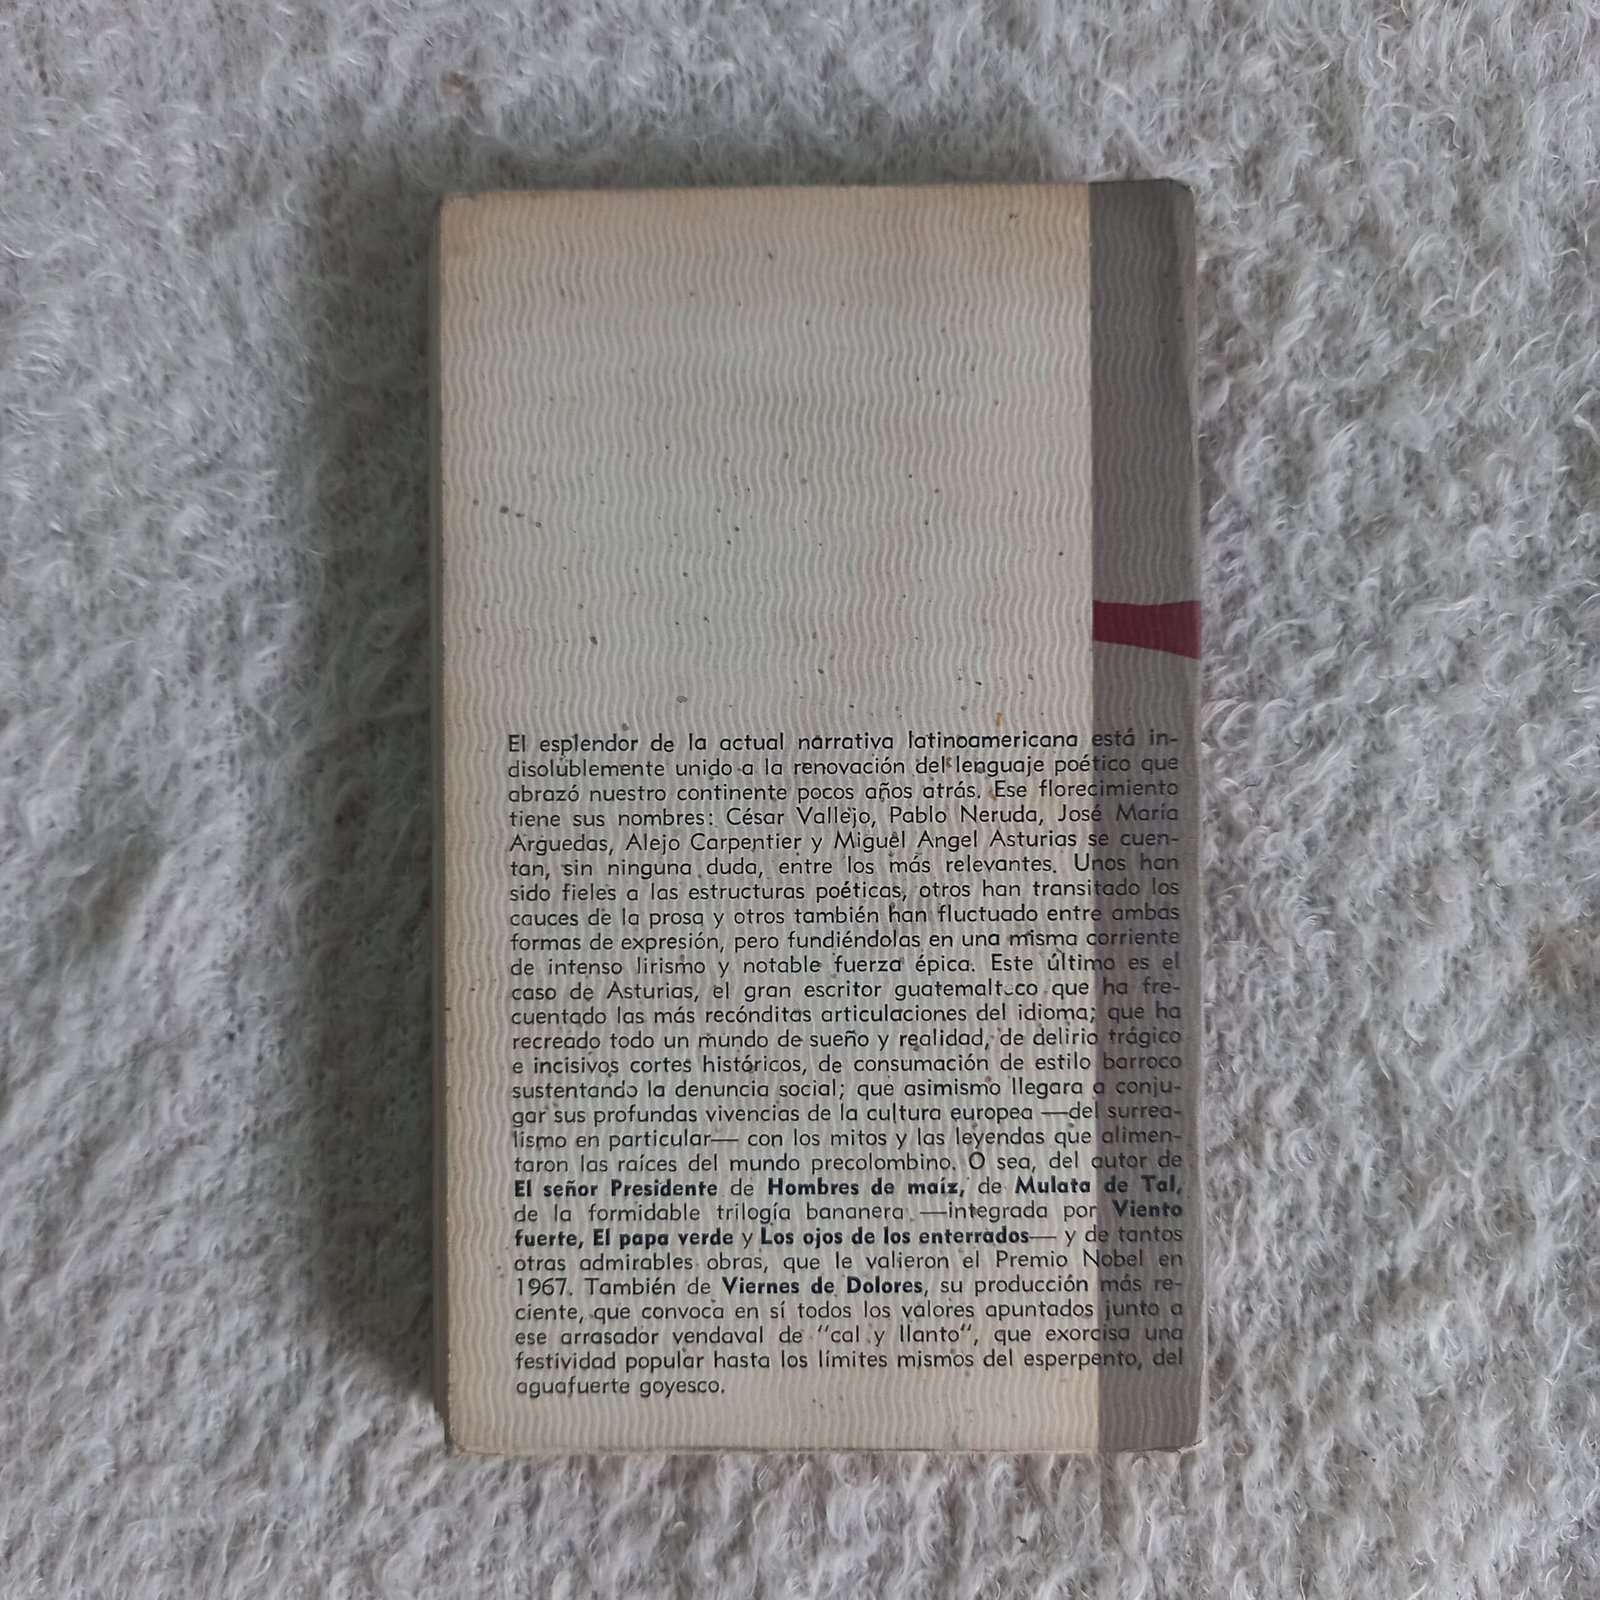 El esplendor de la actual narrativa latinoamericana está in-
disolublemente unido a la renovación del lenguaje poético que
abrazó nuestro continente pocos años atrás. Ese florecimiento
tiene sus nombres: César Vallejo, Pablo Neruda, José María
Arguedas, Alejo Carpentier y Miguel Angel Asturias se cuen-
tan, sin ninguna duda, entre los más relevantes. Unos han
sido fieles a las estructuras poéticas, otros han transitado los
cauces de la prosa y otros también han fluctuado entre ambas
formas de expresión, pero fundiéndolas en una misma corriente
de intenso lirismo y notable fuerza épica. Este último es el
caso de Asturias, el gran escritor guatemalteco que ha fre-
cuentado las más recónditas articulaciones del idioma; que ha
recreado todo un mundo de sueño y realidad, de delirio trágico
e incisivos cortes históricos, de consumación de estilo barroco
sustentando la denuncia social; que asimismo llegara a conju-
gar sus profundas vivencias de la cultura europea —del surrea-
lismo en particular— con los mitos y las leyendas que alimen-
taron las raíces del mundo precolombino. O sea, del autor de
El señor Presidente de Hombres de maíz, de Mulata de Tal,
de la formidable trilogía bananera —integrada por Viento
fuerte, El papa verde y Los ojos de los enterrados— y de tantos
otras admirables obras, que le valieron el Premio Nobel en
1967. También de Viernes de Dolores, su producción más re-
ciente, que convoca en sí todos los valores apuntados junto a
ese arrasador vendaval de "cal y llanto", que exorcisa una
festividad popular hasta los límites mismos del esperpento, del
aguafuerte goyesco.